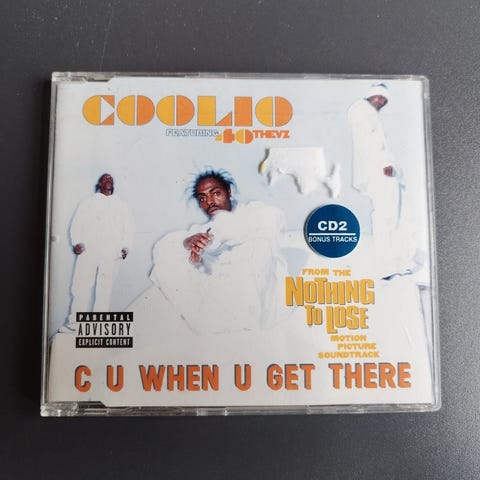 COOLIO
FEATURING 40 THEVZ
CD2
BONUS TRACKS
FROM THE
NOTHING
TO LOSE
MOTION
PICTURE
SOUNDTRACK
PARENTAL
ADVISORY
EXPLICIT CONTENT
C U WHEN U GET THERE